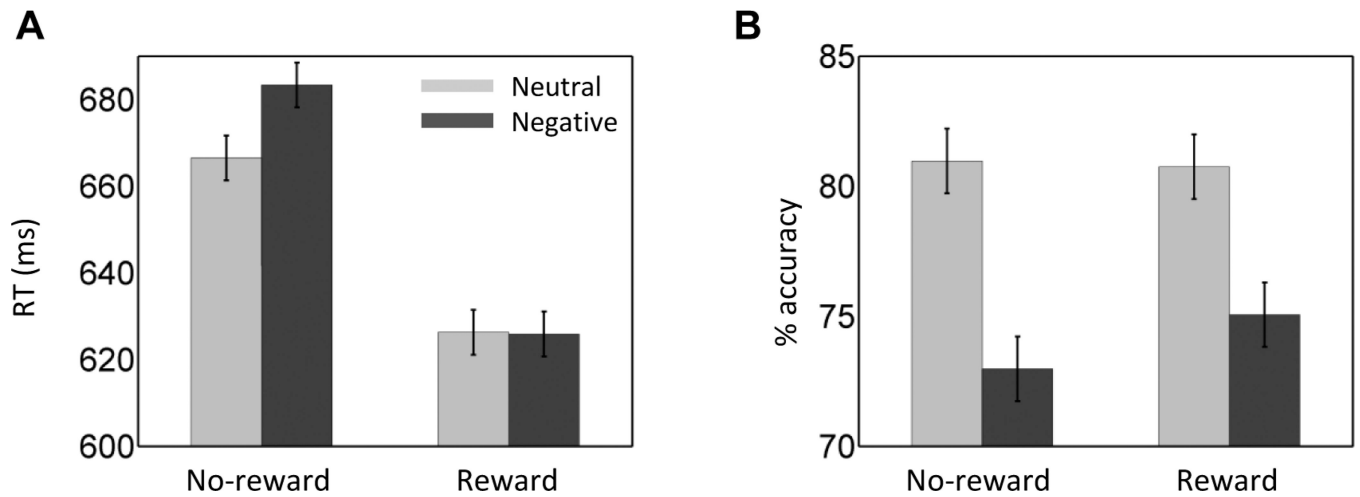 A
B
RT (ms)
680
660
640
620
600
Neutral
Negative
No-reward
Reward
% accuracy
85
80
75
70
No-reward
Reward